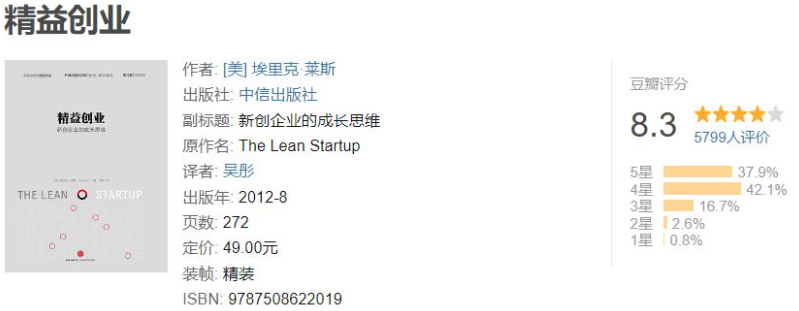 精益创业
精益创业
新创企业的成长思维
THE LEAN STARTUP
作者: [美] 埃里克·莱斯
出版社: 中信出版社
副标题: 新创企业的成长思维
原作名: The Lean Startup
译者: 吴彤
出版年: 2012-8
页数: 272
定价: 49.00元
装帧: 精装
ISBN: 9787508622019
豆瓣评分
8.3
5799人评价
5星 37.9%
4星 42.1%
3星 16.7%
2星 2.6%
1星 0.8%